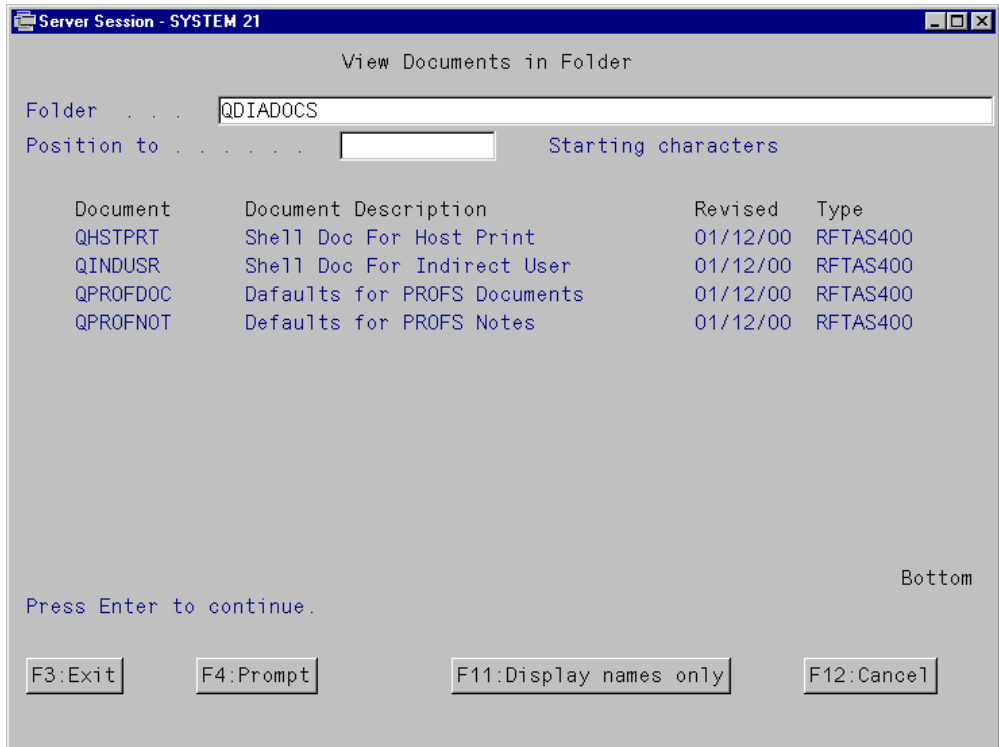 Server Session - SYSTEM 21
View Documents in Folder
Folder . . . QDIADOCS
Position to . . . . . . Starting characters
Document Document Description Revised Type
QHSTPRT Shell Doc For Host Print 01/12/00 RFTAS400
QINDUSR Shell Doc For Indirect User 01/12/00 RFTAS400
QPROFDOC Dafaults for PROFS Documents 01/12/00 RFTAS400
QPROFNOT Defaults for PROFS Notes 01/12/00 RFTAS400
Bottom
Press Enter to continue.
F3:Exit F4:Prompt F11:Display names only F12:Cancel